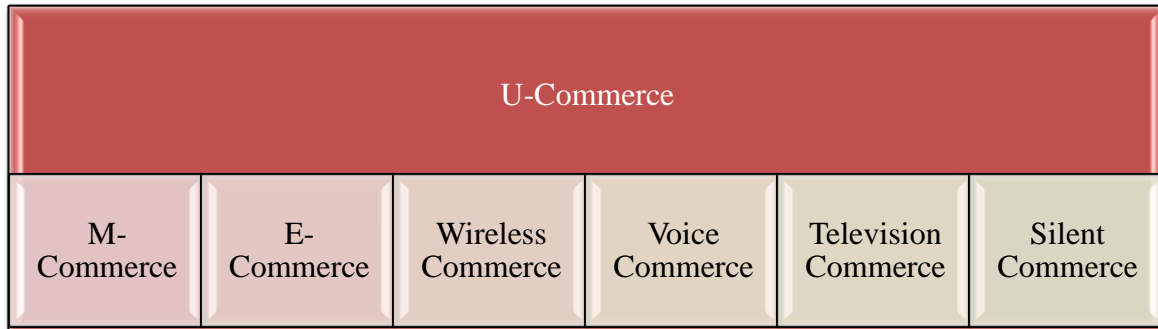 U-Commerce
M-
Commerce
E-
Commerce
Wireless
Commerce
Voice
Commerce
Television
Commerce
Silent
Commerce